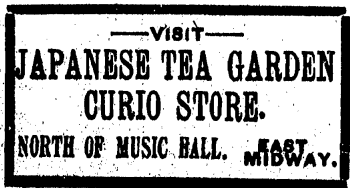 VISIT
JAPANESE TEA GARDEN
CURIO STORE.
NORTH OF MUSIC HALL. EAST MIDWAY.